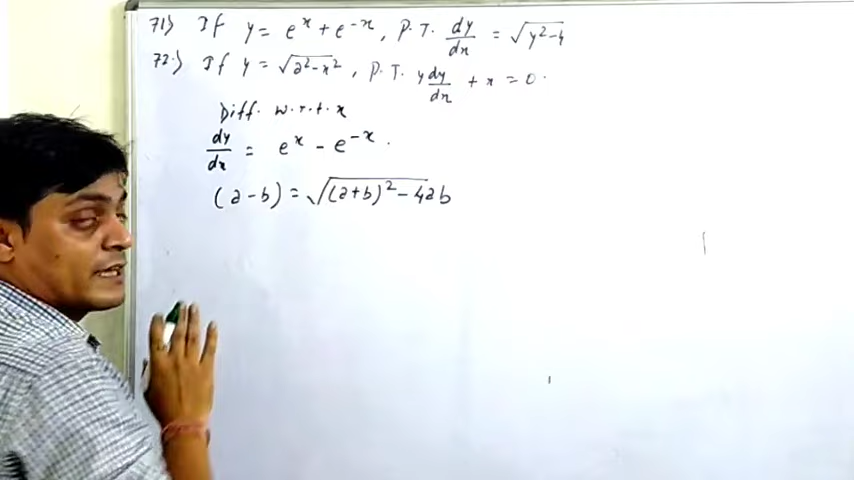 71) If y = e^x + e^-x, P.T. dy/dx = √(y²-4)
72.) If y = √(a²-x²), P.T. y dy/dx + x = 0.
Diff. w.r.t. x
dy/dx = e^x - e^-x.
(a-b) = √((a+b)²-4ab)